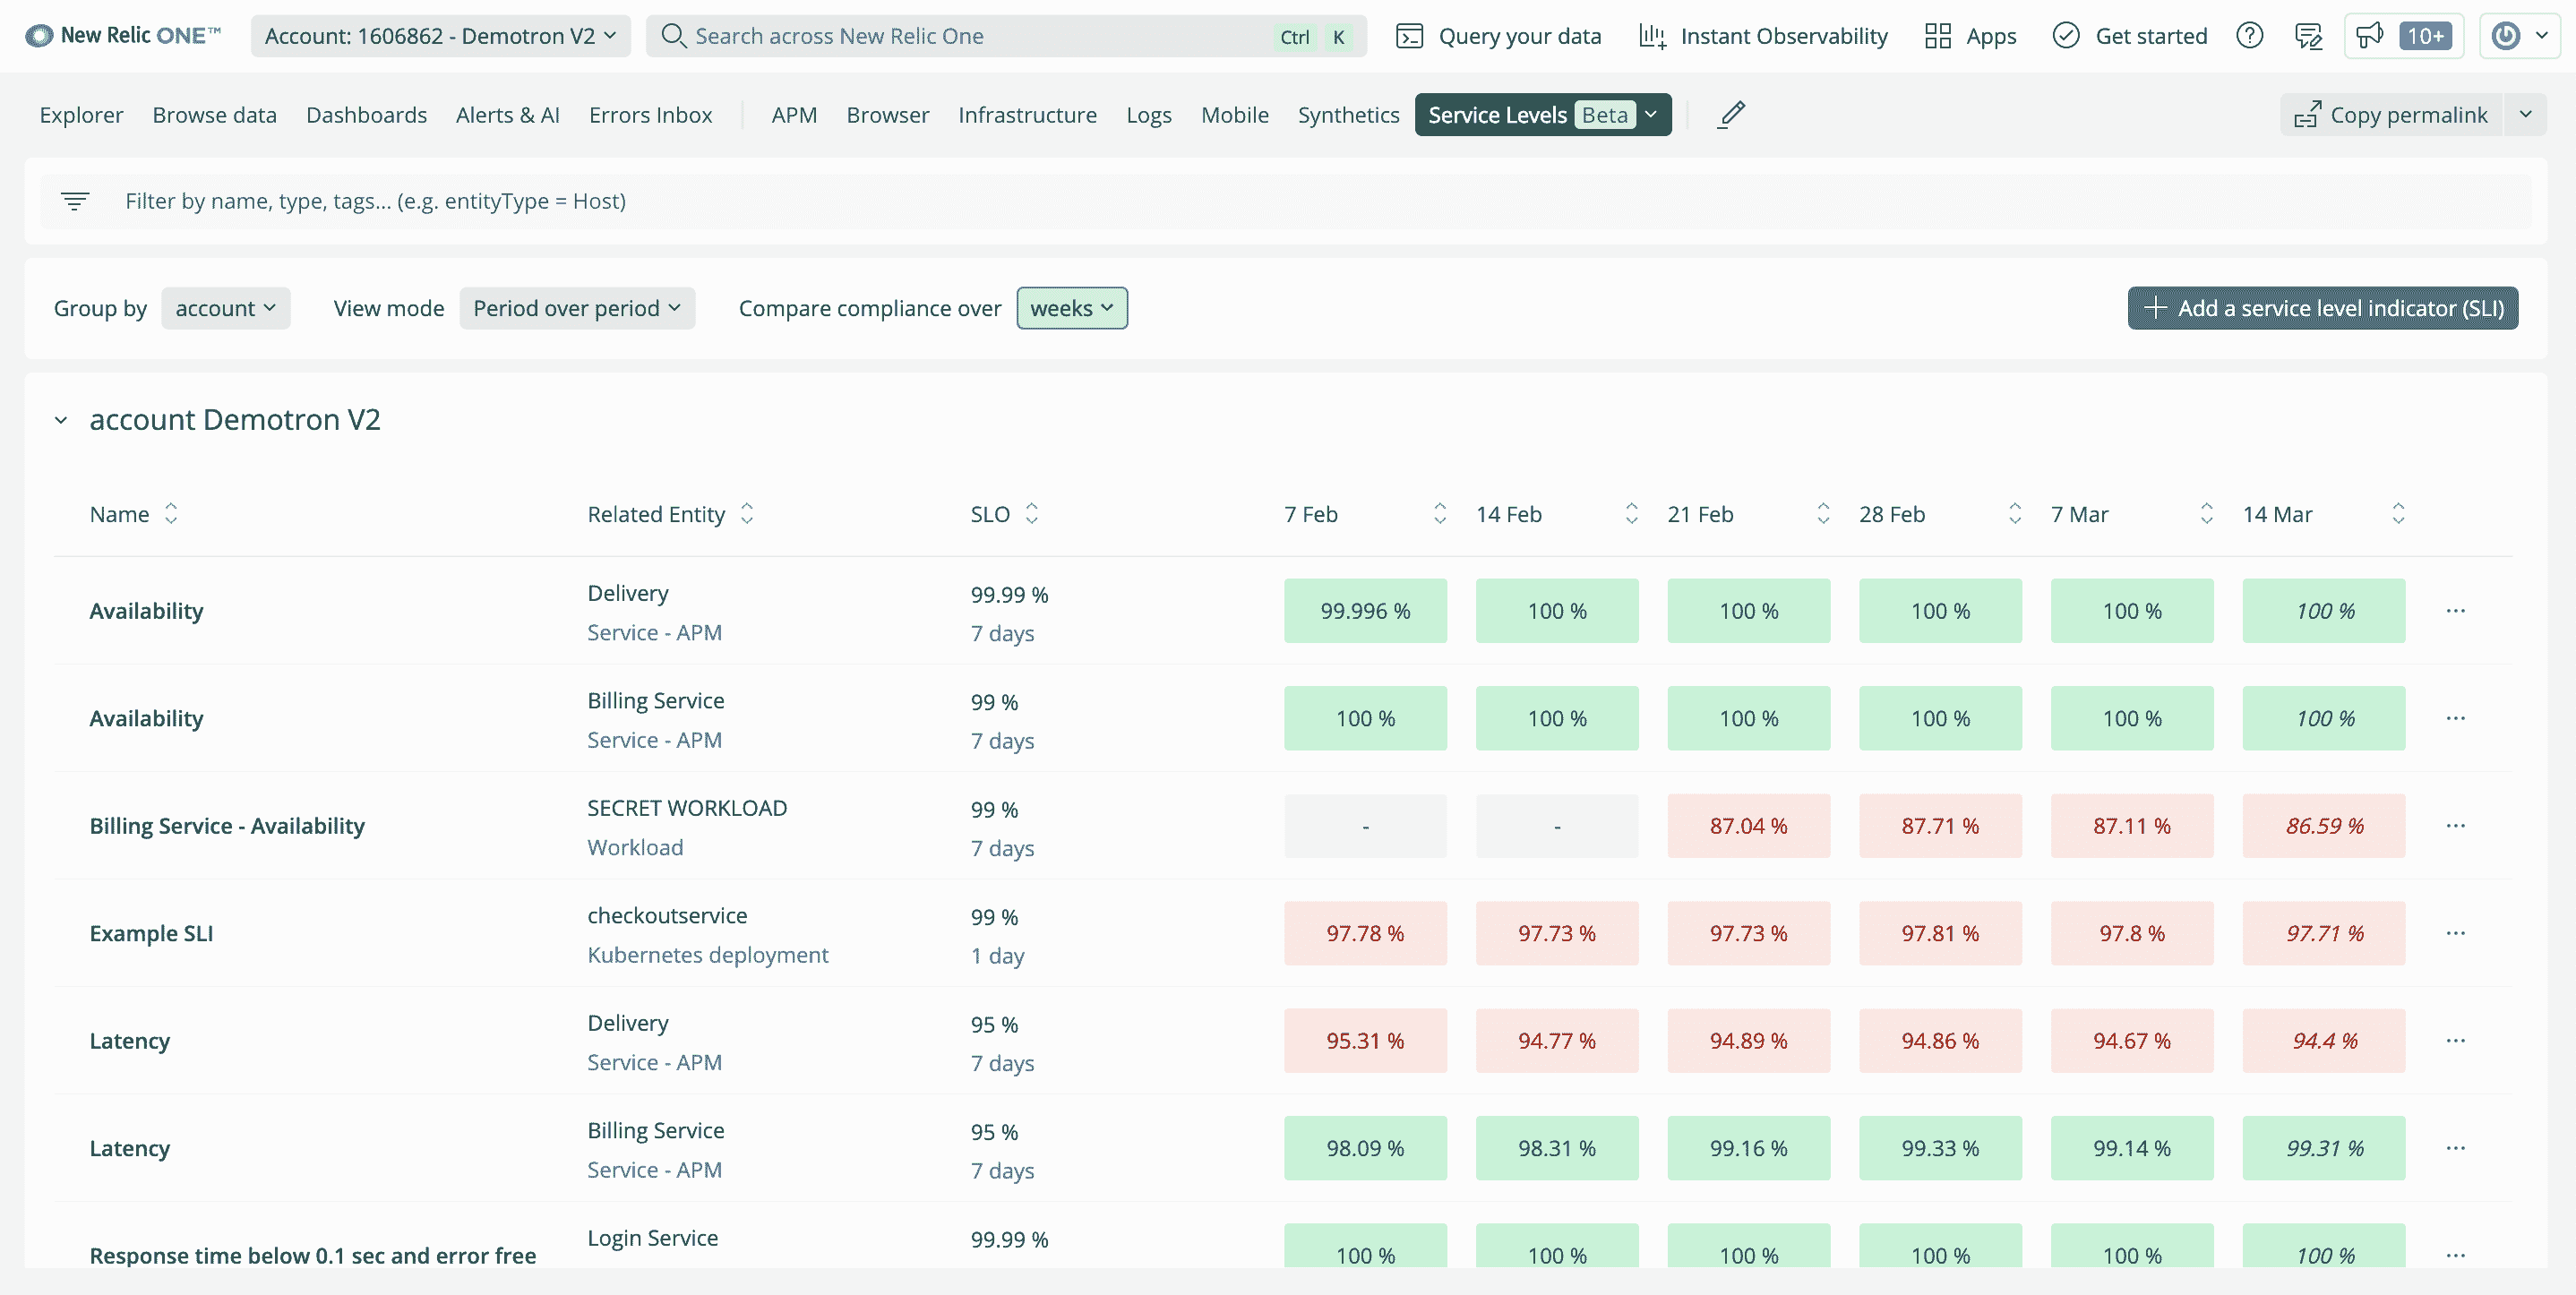 New Relic ONE™ Account: 1606862 - Demotron V2 Search across New Relic One Ctrl K Query your data Instant Observability Apps Get started 10+
Explorer Browse data Dashboards Alerts & AI Errors Inbox APM Browser Infrastructure Logs Mobile Synthetics Service Levels Beta Copy permalink
Filter by name, type, tags... (e.g. entityType = Host)
Group by account View mode Period over period Compare compliance over weeks Add a service level indicator (SLI)
account Demotron V2
Name Related Entity SLO 7 Feb 14 Feb 21 Feb 28 Feb 7 Mar 14 Mar
Delivery 99.99 %
Availability 99.996 % 100 % 100 % 100 % 100 % 100 % ...
Service - APM 7 days
Billing Service 99 %
Availability 100 % 100 % 100 % 100 % 100 % 100 % ...
Service - APM 7 days
SECRET WORKLOAD 99 %
Billing Service - Availability - - 87.04 % 87.71 % 87.11 % 86.59 % ...
Workload 7 days
checkoutservice 99 %
Example SLI 97.78 % 97.73 % 97.73 % 97.81 % 97.8 % 97.71 % ...
Kubernetes deployment 1 day
Delivery 95 %
Latency 95.31 % 94.77 % 94.89 % 94.86 % 94.67 % 94.4 % ...
Service - APM 7 days
Billing Service 95 %
Latency 98.09 % 98.31 % 99.16 % 99.33 % 99.14 % 99.31 % ...
Service - APM 7 days
Login Service 99.99 %
Response time below 0.1 sec and error free 100 % 100 % 100 % 100 % 100 % 100 % ...